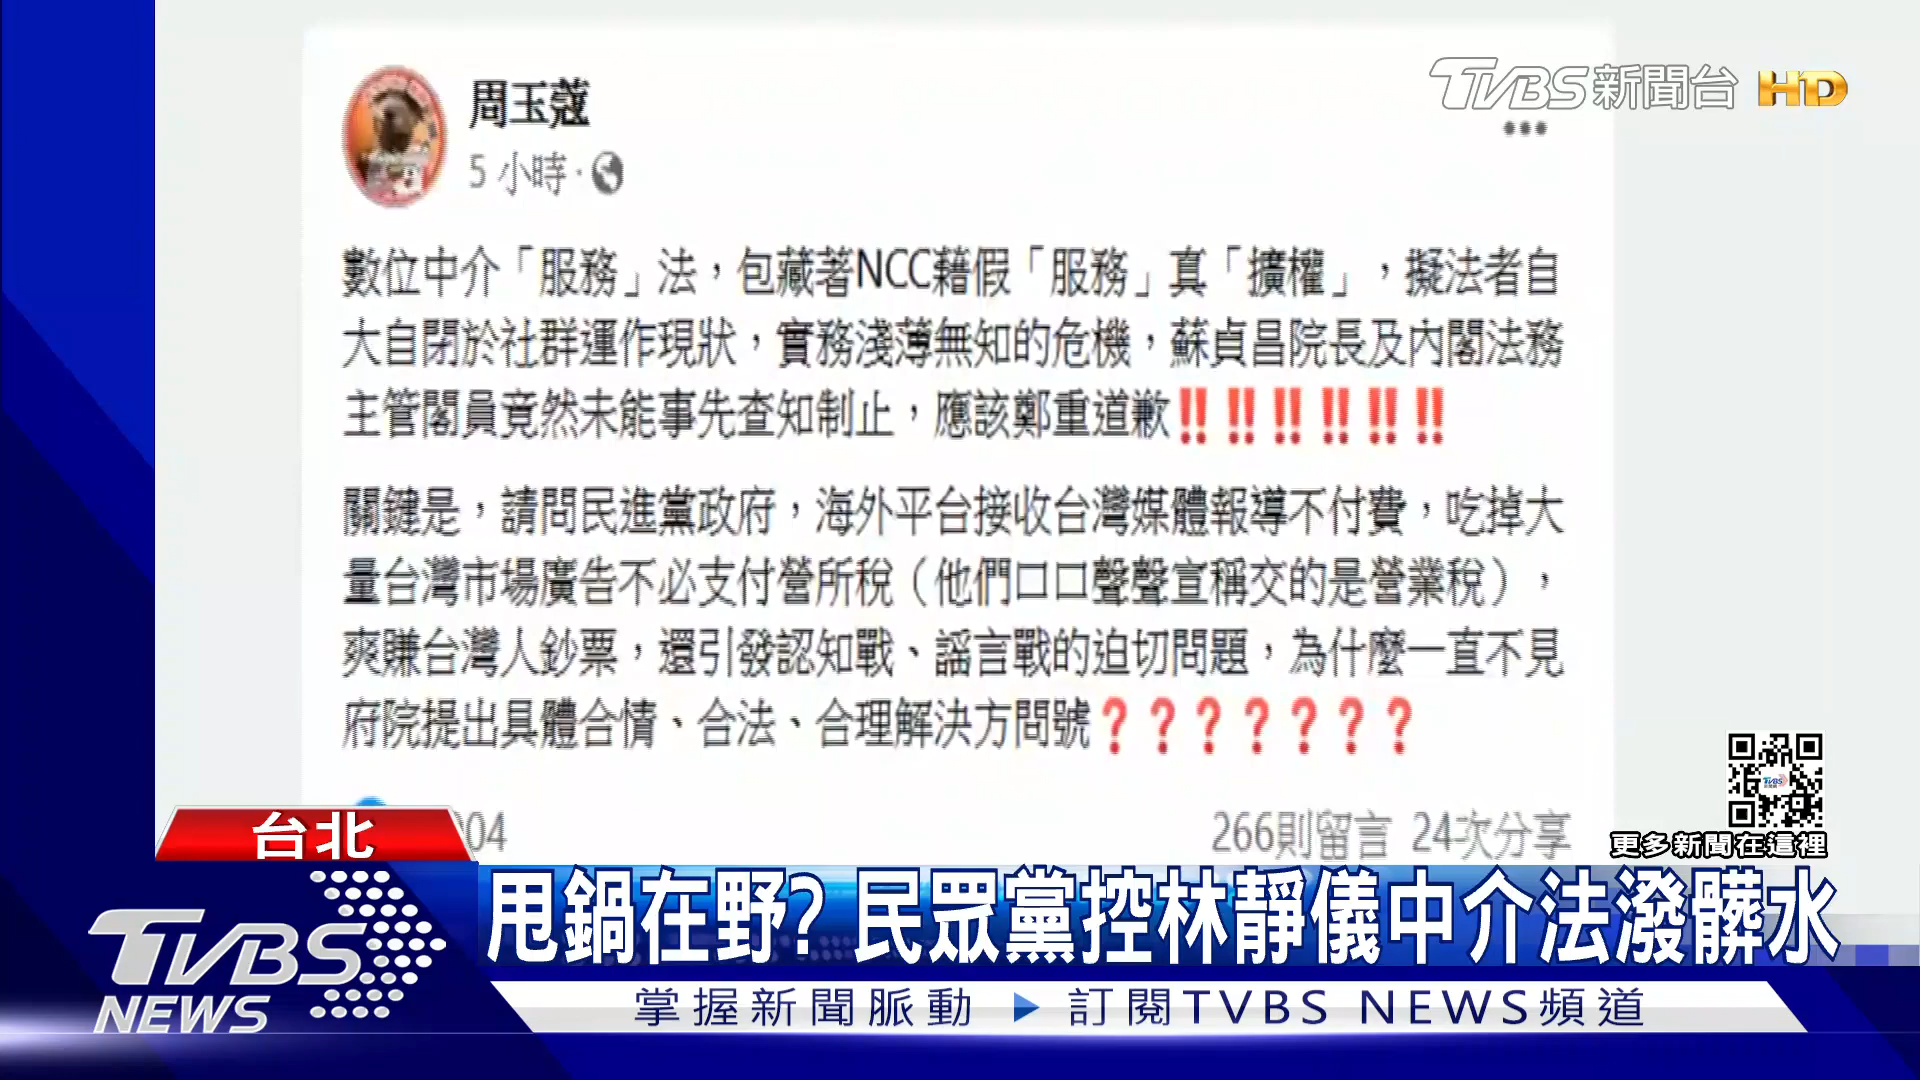 TVBS新聞台 HD
周玉蔻
5 小時
數位中介「服務」法，包藏著NCC藉假「服務」真「擴權」，擬法者自
大自閉於社群運作現狀，實務淺薄無知的危機，蘇貞昌院長及內閣法務
主管閣員竟然未能事先查知制止，應該鄭重道歉‼‼‼‼‼‼
關鍵是，請問民進黨政府，海外平台接收台灣媒體報導不付費，吃掉大
量台灣市場廣告不必支付營所稅（他們口口聲聲宣稱交的是營業稅），
爽賺台灣人鈔票，還引發認知戰、謠言戰的迫切問題，為什麼一直不見
府院提出具體合情、合法、合理解決方問號❓❓❓❓❓❓❓
266則留言 24次分享
更多新聞在這裡
台北
甩鍋在野? 民眾黨控林靜儀中介法潑髒水
TVBS NEWS
掌握新聞脈動 ▶ 訂閱TVBS NEWS頻道